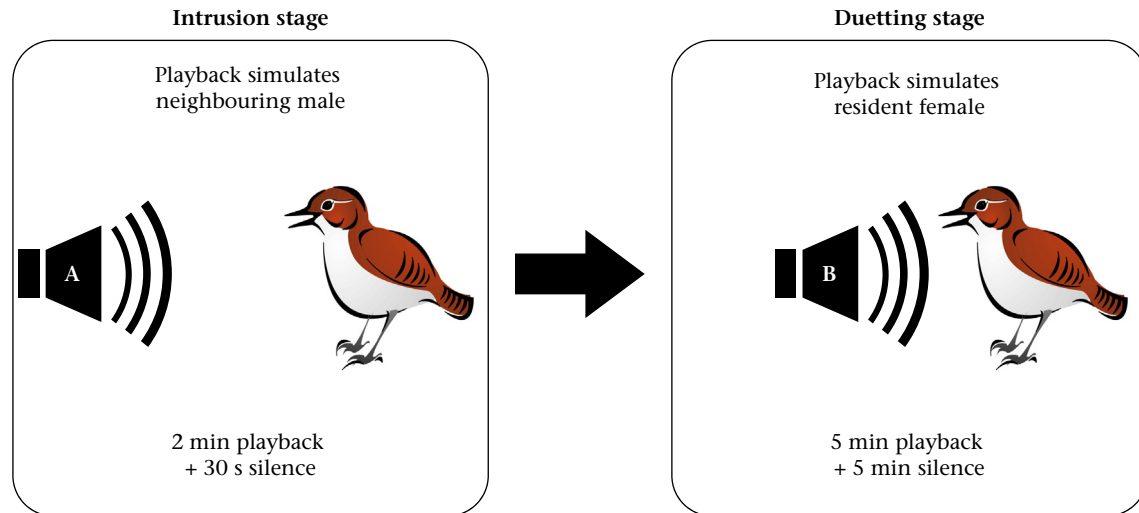 Intrusion stage
Playback simulates
neighbouring male
A
2 min playback
+ 30 s silence
Duetting stage
Playback simulates
resident female
B
5 min playback
+ 5 min silence